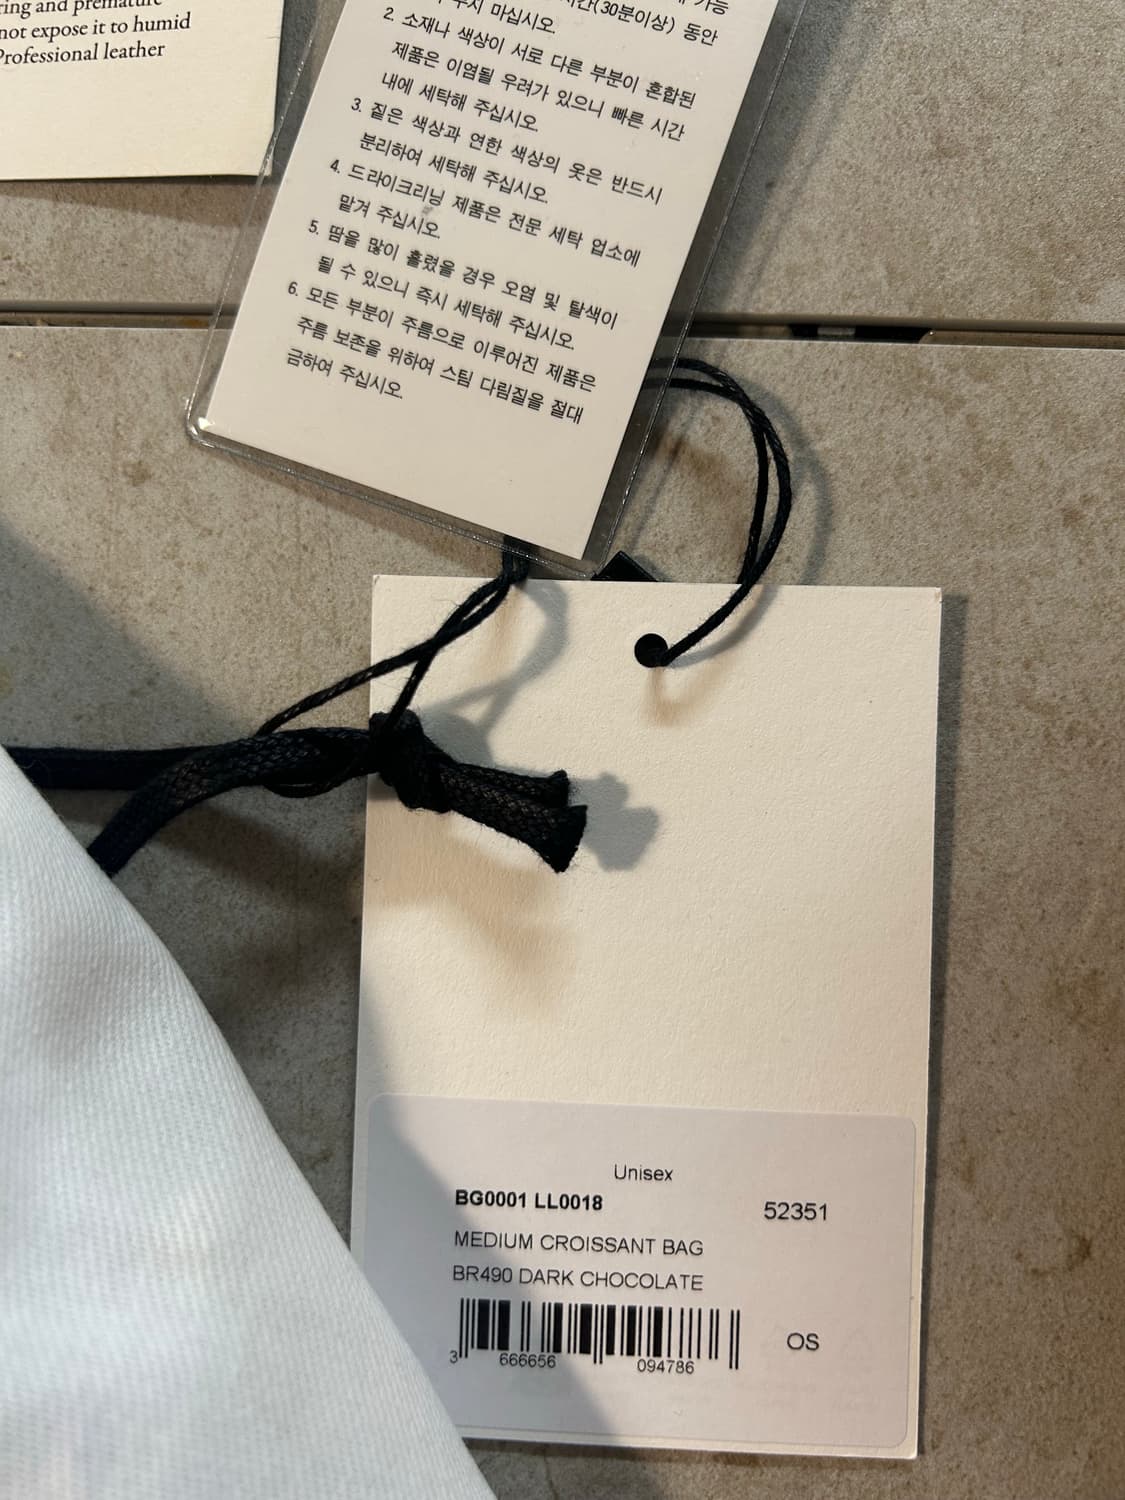 ring and premature
not expose it to humid
Professional leather
가능
시간(30분이상) 동안
두지 마십시오.
2. 소재나 색상이 서로 다른 부분이 혼합된
제품은 이염될 우려가 있으니 빠른 시간
내에 세탁해 주십시오.
3. 짙은 색상과 연한 색상의 옷은 반드시
분리하여 세탁해 주십시오.
4. 드라이크리닝 제품은 전문 세탁 업소에
맡겨 주십시오.
5. 땀을 많이 흘렸을 경우 오염 및 탈색이
될 수 있으니 즉시 세탁해 주십시오.
6. 모든 부분이 주름으로 이루어진 제품은
주름 보존을 위하여 스팀 다림질을 절대
금하여 주십시오.
Unisex
BG0001 LL0018 52351
MEDIUM CROISSANT BAG
BR490 DARK CHOCOLATE
OS
3 666656 094786